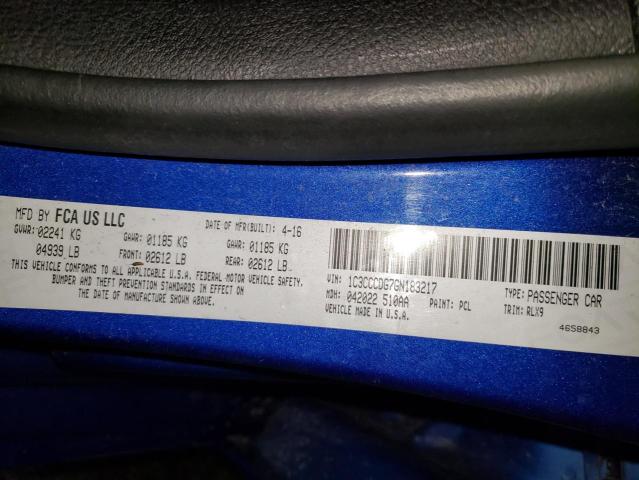 MFD BY FCA US LLC DATE OF MFR(BUILT): 4-16
GVWR: 02241 KG GAWR: 01185 KG GAWR: 01185 KG
04939 LB FRONT: 02612 LB REAR: 02612 LB
THIS VEHICLE CONFORMS TO ALL APPLICABLE U.S.A. FEDERAL MOTOR VEHICLE SAFETY,
BUMPER AND THEFT PREVENTION STANDARDS IN EFFECT ON
THE DATE OF MANUFACTURE SHOWN ABOVE.
VIN: 1C3CCCDG7GN183217 TYPE: PASSENGER CAR
MDH: 042022 510AA PAINT: PCL TRIM: RLX9
VEHICLE MADE IN U.S.A.
4658843